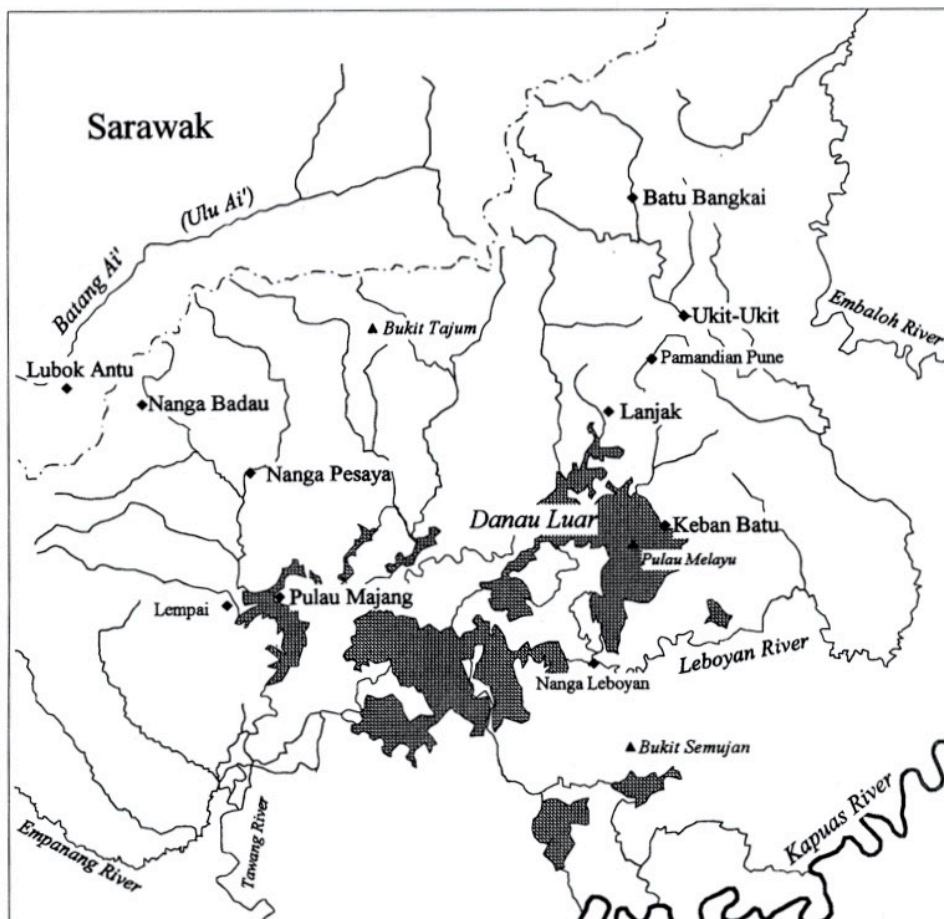 Sarawak
(Ulu Ai')
Batang Ai'
Batu Bangkai
Embaloh River
Ukit-Ukit
Bukit Tajum
Pamandian Pune
Lubok Antu
Nanga Badau
Lanjak
Nanga Pesaya
Danau Luar
Keban Batu
Pulau Melayu
Pulau Majang
Lempai
Leboyan River
Nanga Leboyan
Bukit Semujan
Kapuas River
Empanang River
Tawang River